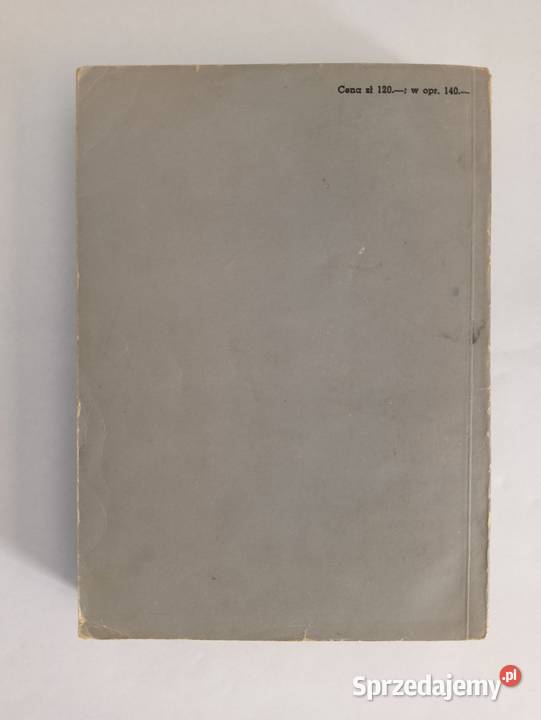 Cena zł 120.—; w opr. 140.—
Sprzedajemy.pl